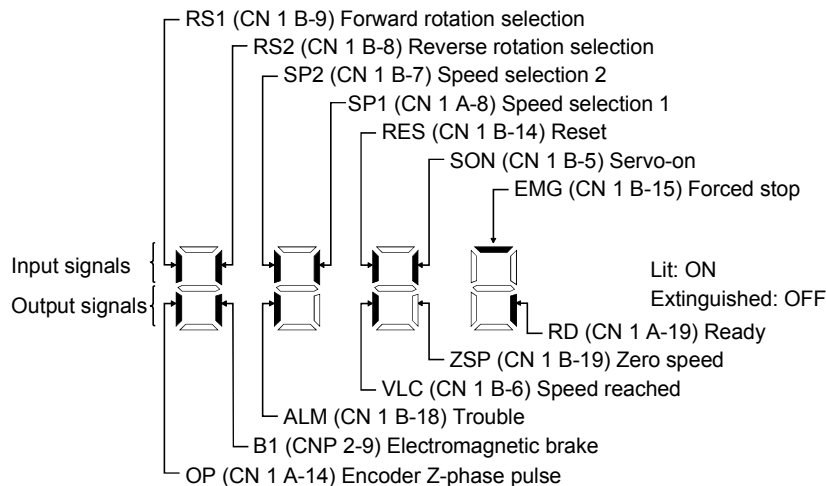 RS1 (CN 1 B-9) Forward rotation selection
RS2 (CN 1 B-8) Reverse rotation selection
SP2 (CN 1 B-7) Speed selection 2
SP1 (CN 1 A-8) Speed selection 1
RES (CN 1 B-14) Reset
SON (CN 1 B-5) Servo-on
EMG (CN 1 B-15) Forced stop
Input signals
Output signals
Lit: ON
Extinguished: OFF
RD (CN 1 A-19) Ready
ZSP (CN 1 B-19) Zero speed
VLC (CN 1 B-6) Speed reached
ALM (CN 1 B-18) Trouble
B1 (CNP 2-9) Electromagnetic brake
OP (CN 1 A-14) Encoder Z-phase pulse